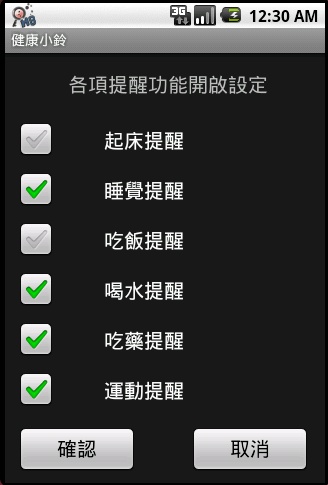 3G
12:30 AM
健康小鈴
各項提醒功能開啟設定
起床提醒
睡覺提醒
吃飯提醒
喝水提醒
吃藥提醒
運動提醒
確認
取消